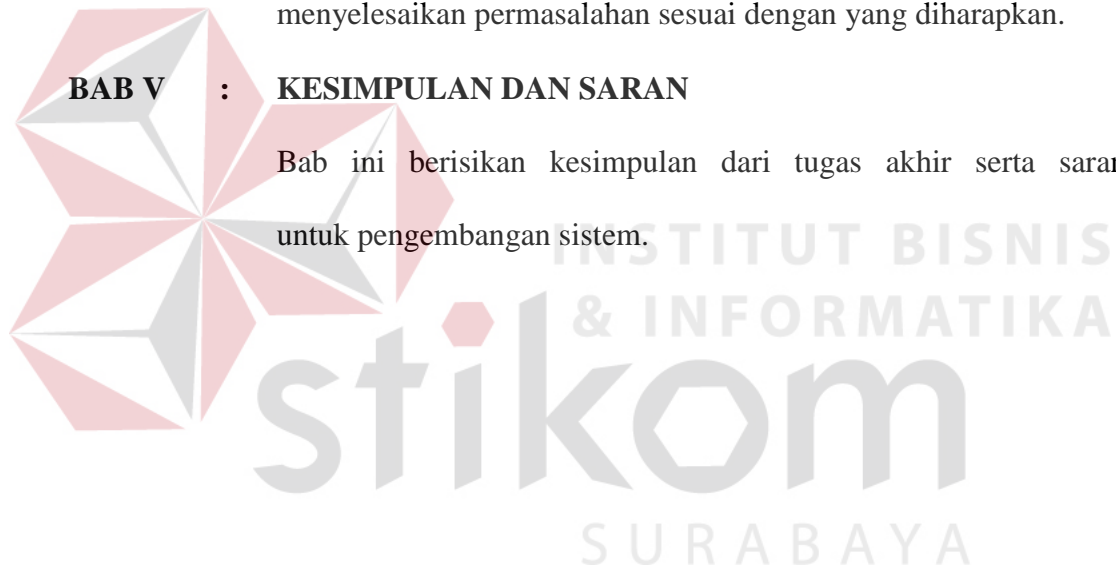 menyelesaikan permasalahan sesuai dengan yang diharapkan.
BAB V : KESIMPULAN DAN SARAN
Bab ini berisikan kesimpulan dari tugas akhir serta saran
untuk pengembangan sistem.
INSTITUT BISNIS
& INFORMATIKA
stikom
SURABAYA